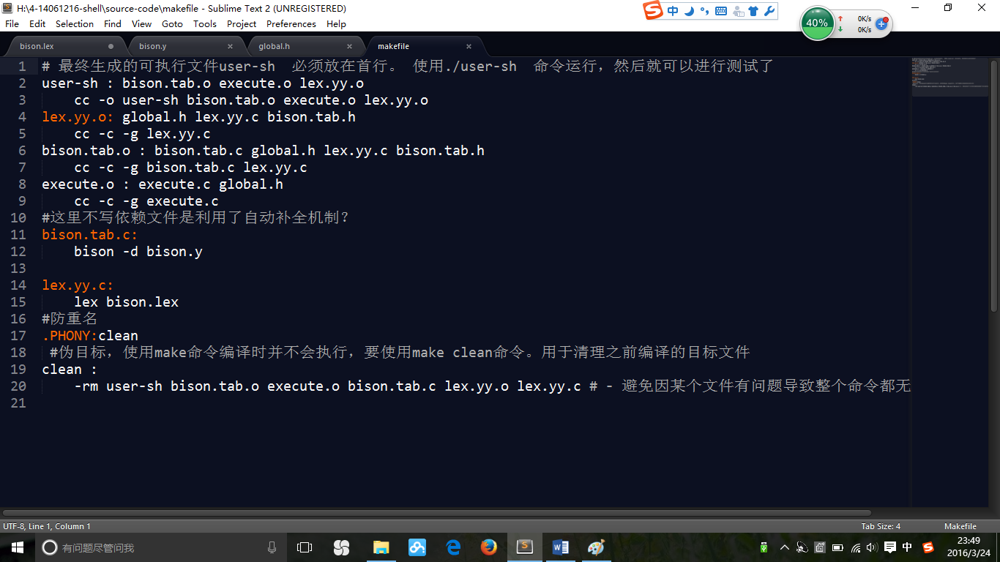 H:\4-14061216-shell\source-code\makefile - Sublime Text 2 (UNREGISTERED)
中
40%
0K/s
0K/s
File Edit Selection Find View Goto Tools Project Preferences Help
bison.lex bison.y global.h makefile
1 # 最终生成的可执行文件user-sh 必须放在首行。 使用./user-sh 命令运行，然后就可以进行测试了
2 user-sh : bison.tab.o execute.o lex.yy.o
3 cc -o user-sh bison.tab.o execute.o lex.yy.o
4 lex.yy.o: global.h lex.yy.c bison.tab.h
5 cc -c -g lex.yy.c
6 bison.tab.o : bison.tab.c global.h lex.yy.c bison.tab.h
7 cc -c -g bison.tab.c lex.yy.c
8 execute.o : execute.c global.h
9 cc -c -g execute.c
10 #这里不写依赖文件是利用了自动补全机制？
11 bison.tab.c:
12 bison -d bison.y
13
14 lex.yy.c:
15 lex bison.lex
16 #防重名
17 .PHONY:clean
18 #伪目标，使用make命令编译时并不会执行，要使用make clean命令。用于清理之前编译的目标文件
19 clean :
20 -rm user-sh bison.tab.o execute.o bison.tab.c lex.yy.o lex.yy.c # - 避免因某个文件有问题导致整个命令都无
21
UTF-8, Line 1, Column 1 Tab Size: 4 Makefile
有问题尽管问我
中
23:49
2016/3/24